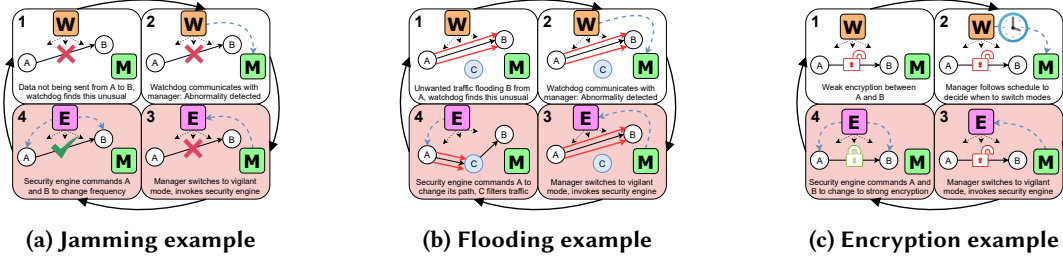 1
W
A
B
M
Data not being sent from A to B,
watchdog finds this unusual
2
W
A
B
M
Watchdog communicates with
manager: Abnormality detected
4
E
A
B
M
Security engine commands A
and B to change frequency
3
E
A
B
M
Manager switches to vigilant
mode, invokes security engine
(a) Jamming example
1
W
A
B
C
M
Unwanted traffic flooding B from
A, watchdog finds this unusual
2
W
A
B
C
M
Watchdog communicates with
manager: Abnormality detected
4
E
A
B
C
M
Security engine commands A to
change its path, C filters traffic
3
E
A
B
C
M
Manager switches to vigilant
mode, invokes security engine
(b) Flooding example
1
W
A
B
M
Weak encryption between
A and B
2
W
A
B
M
Manager follows schedule to
decide when to switch modes
4
E
A
B
M
Security engine commands A and
B to change to strong encryption
3
E
A
B
M
Manager switches to vigilant
mode, invokes security engine
(c) Encryption example